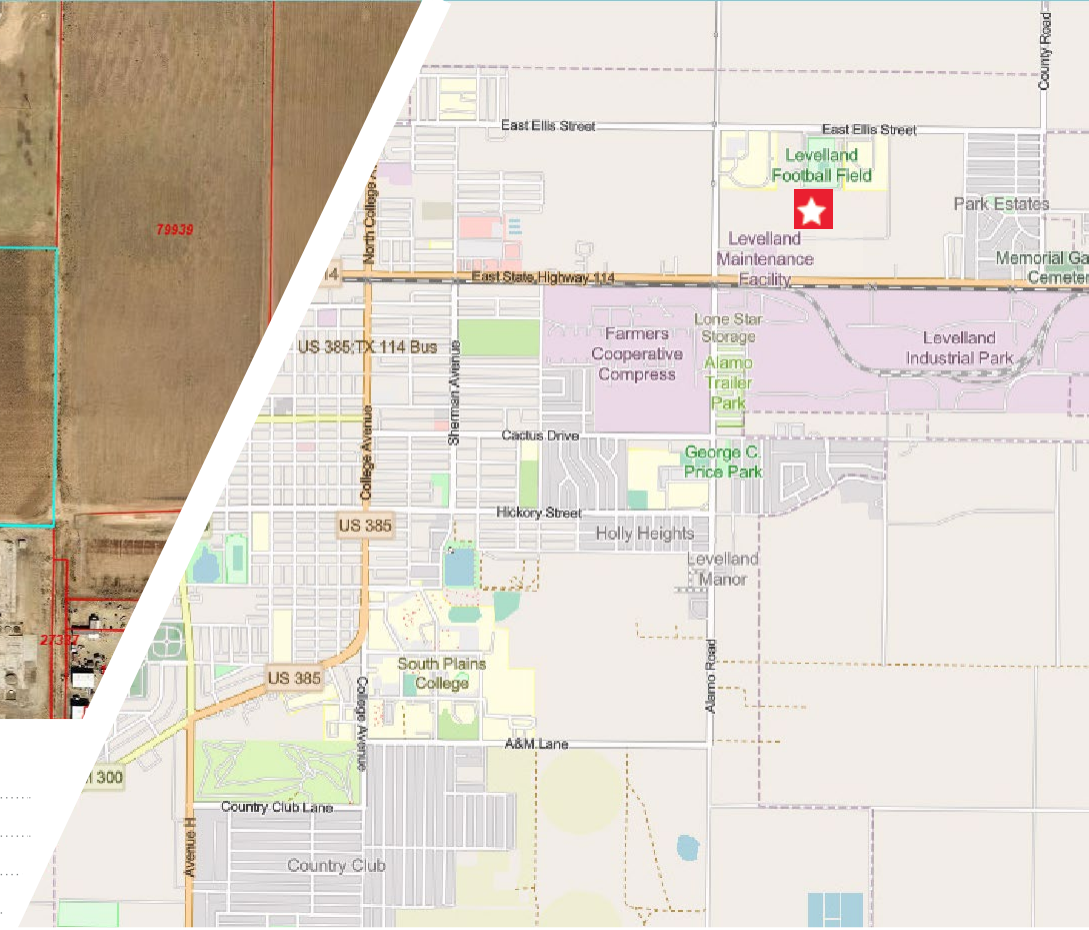 County Road
East Ellis Street
East Ellis Street
Levelland
Football Field
79939
North College
Park Estates
Levelland
Maintenance
Facility
Memorial Ga
Cemeter
14
East State Highway 114
Lone Star
Storage
Farmers
Cooperative
Compress
Levelland
Industrial Park
US 385;TX 114 Bus
Alamo
Trailer
Park
Sherman Avenue
College Avenue
Cactus Drive
George C.
Price Park
Hickory Street
US 385
Holly Heights
Levelland
Manor
South Plains
College
US 385
Alamo Road
College Avenue
A&M Lane
300
Country Club Lane
Avenue H
Country Club